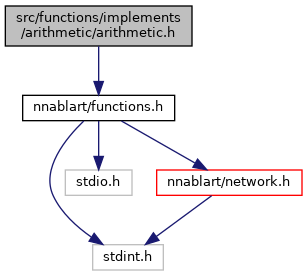 src/functions/implements
/arithmetic/arithmetic.h
nnablart/functions.h
stdio.h
nnablart/network.h
stdint.h